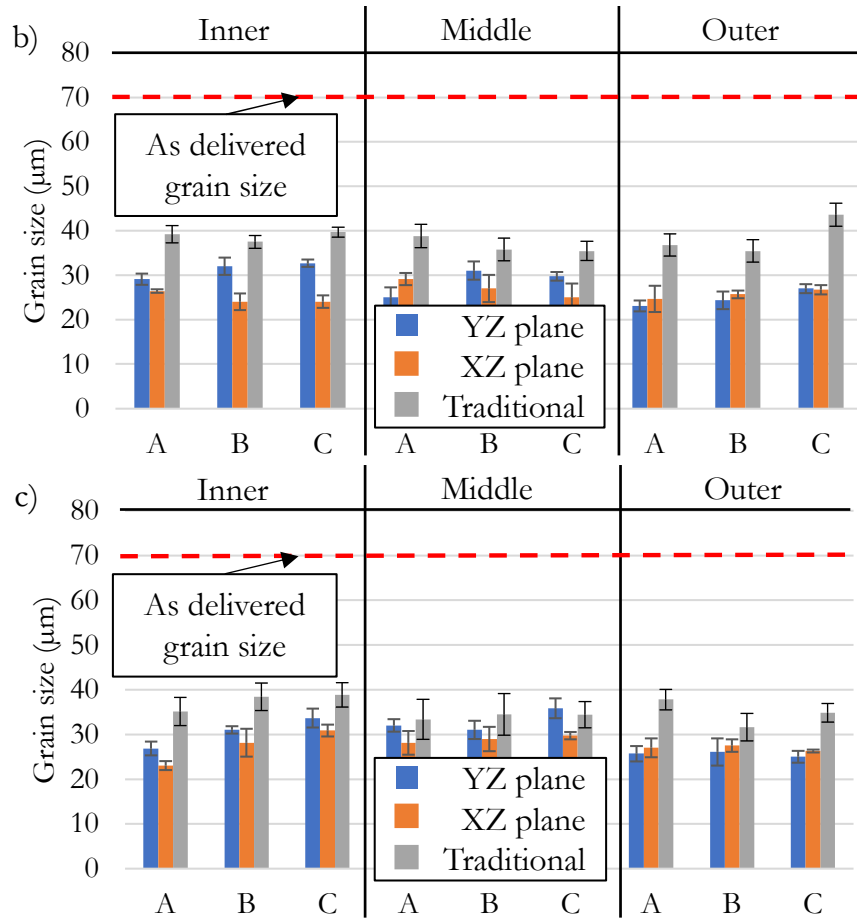 b)
Inner Middle Outer
80
70
60
50
40
30
20
10
0
Grain size (μm)
As delivered
grain size
YZ plane
XZ plane
Traditional
A B C A B C A B C
c)
Inner Middle Outer
80
70
60
50
40
30
20
10
0
Grain size (μm)
As delivered
grain size
YZ plane
XZ plane
Traditional
A B C A B C A B C